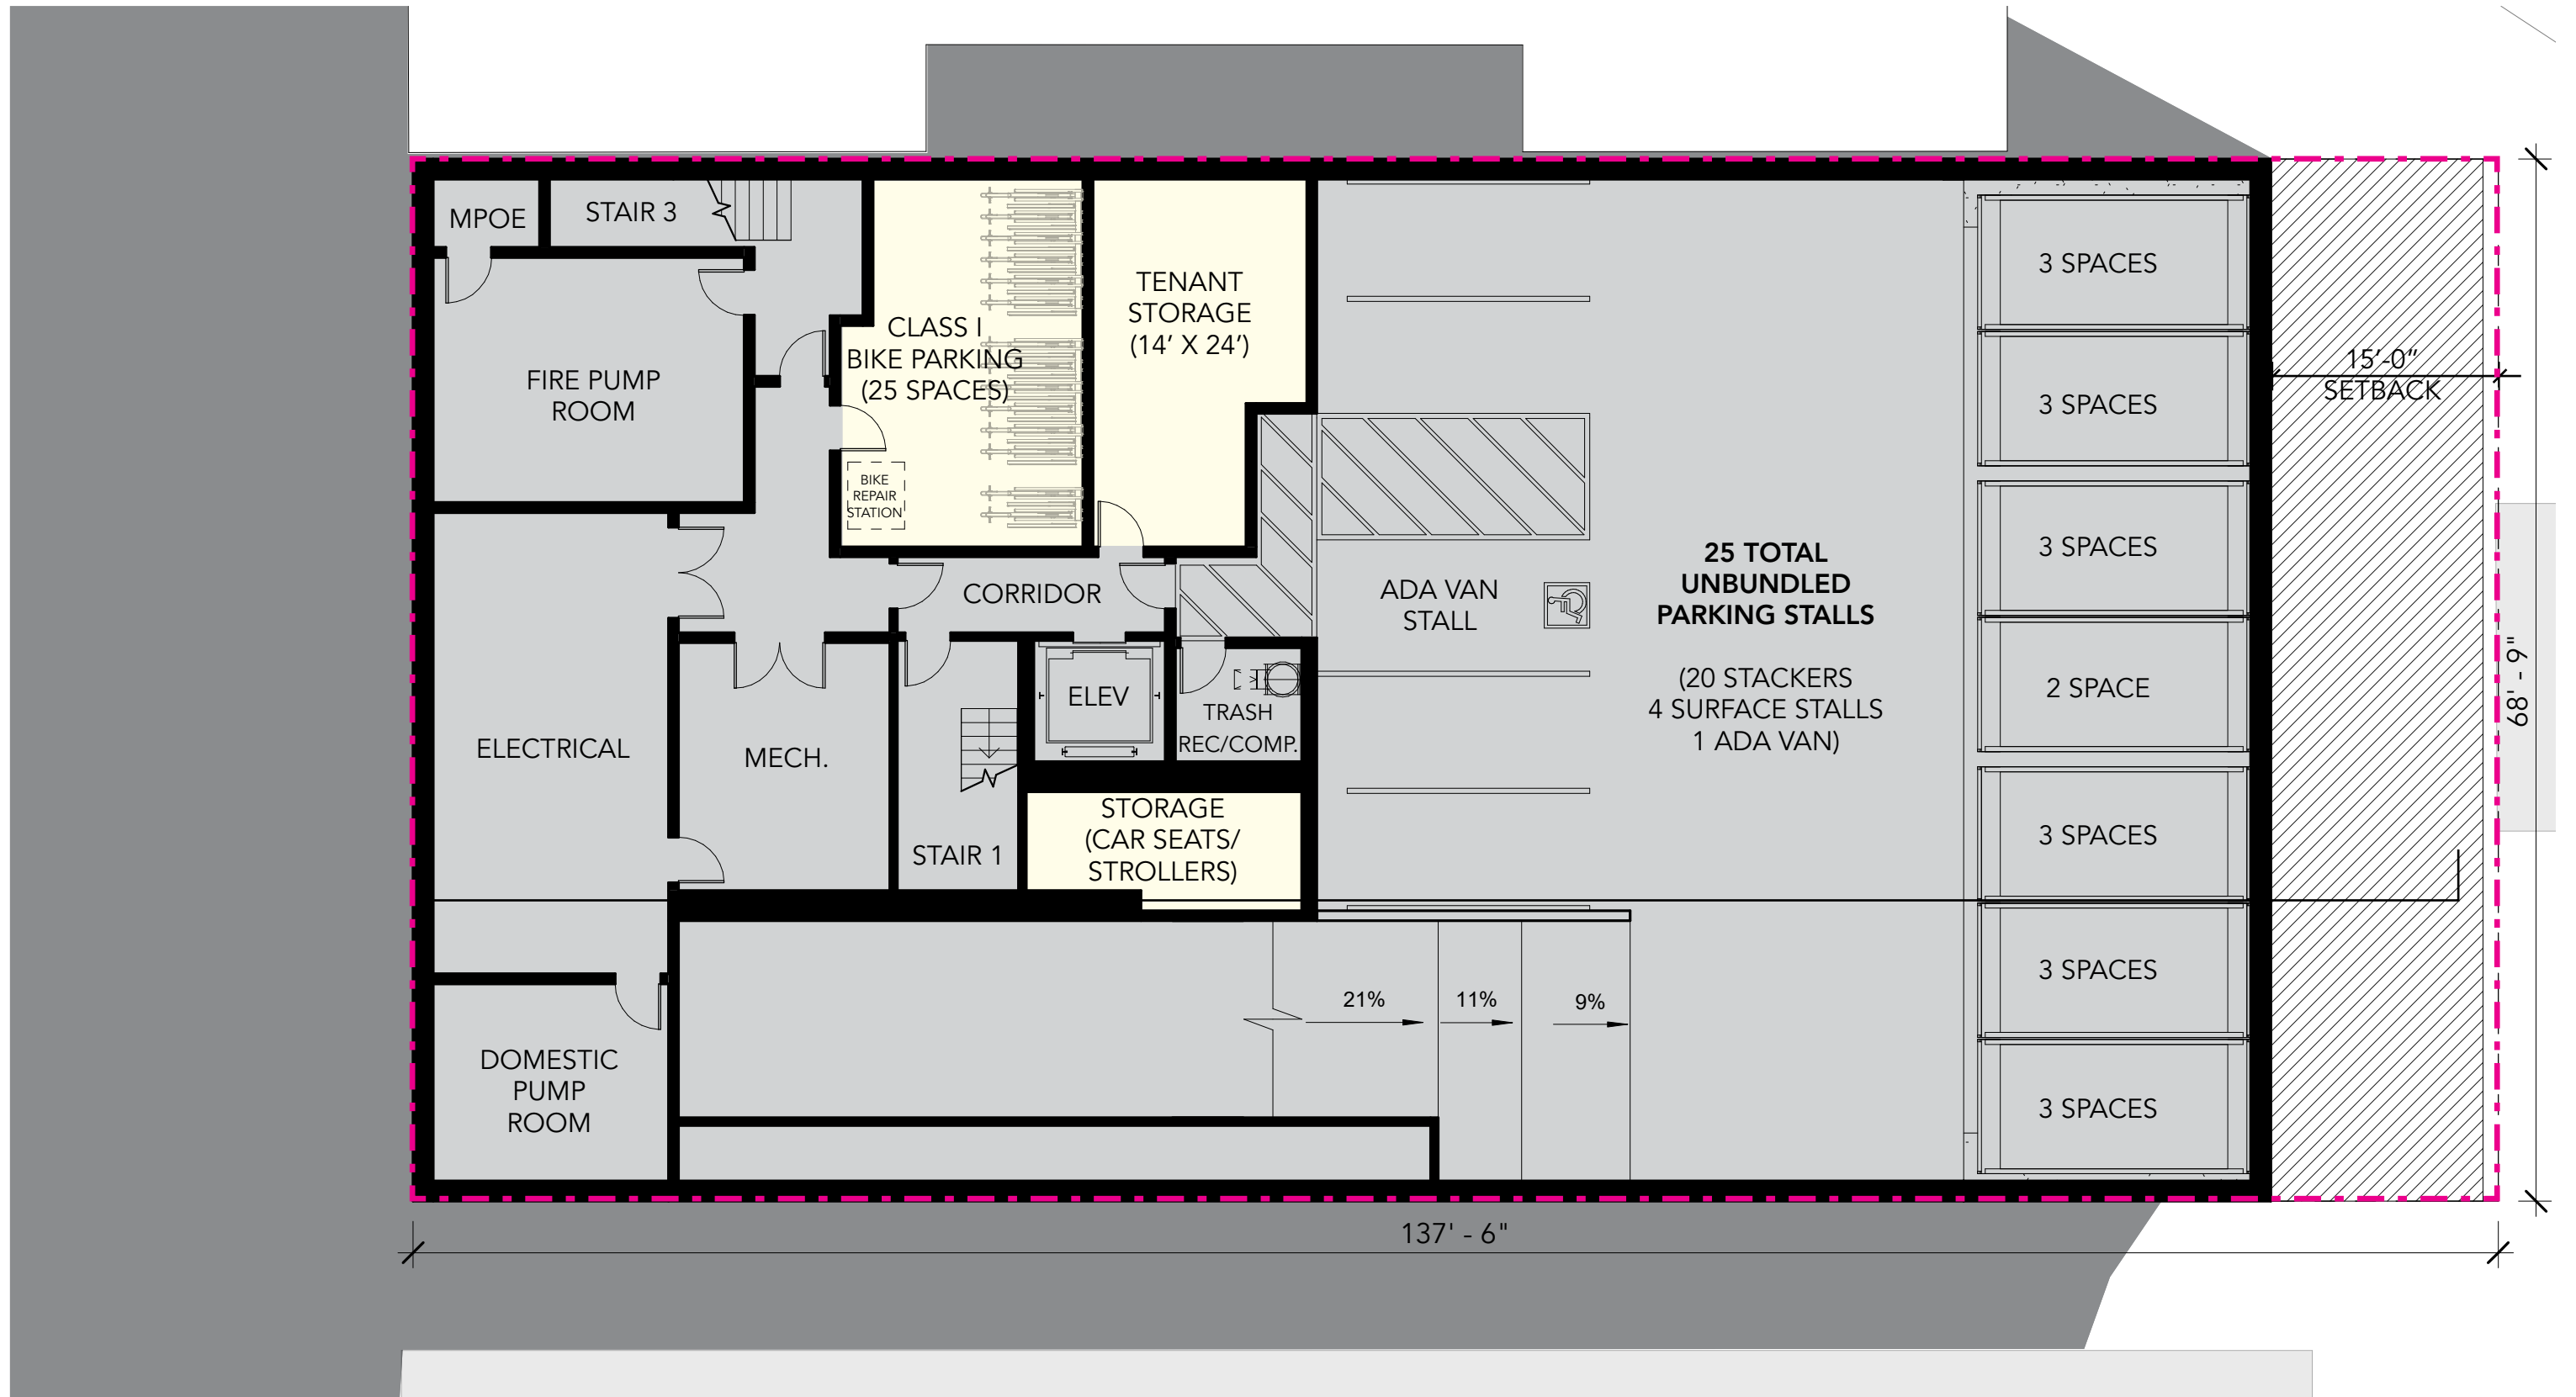 MPOE
STAIR 3
FIRE PUMP
ROOM
CLASS I
BIKE PARKING
(25 SPACES)
BIKE
REPAIR
STATION
TENANT
STORAGE
(14’ X 24’)
3 SPACES
3 SPACES
3 SPACES
2 SPACE
3 SPACES
3 SPACES
3 SPACES
15’-0”
SETBACK
68' - 9"
CORRIDOR
ADA VAN
STALL
25 TOTAL
UNBUNDLED
PARKING STALLS
(20 STACKERS
4 SURFACE STALLS
1 ADA VAN)
ELECTRICAL
MECH.
STAIR 1
ELEV
TRASH
REC/COMP.
STORAGE
(CAR SEATS/
STROLLERS)
21%
11%
9%
DOMESTIC
PUMP
ROOM
137' - 6"